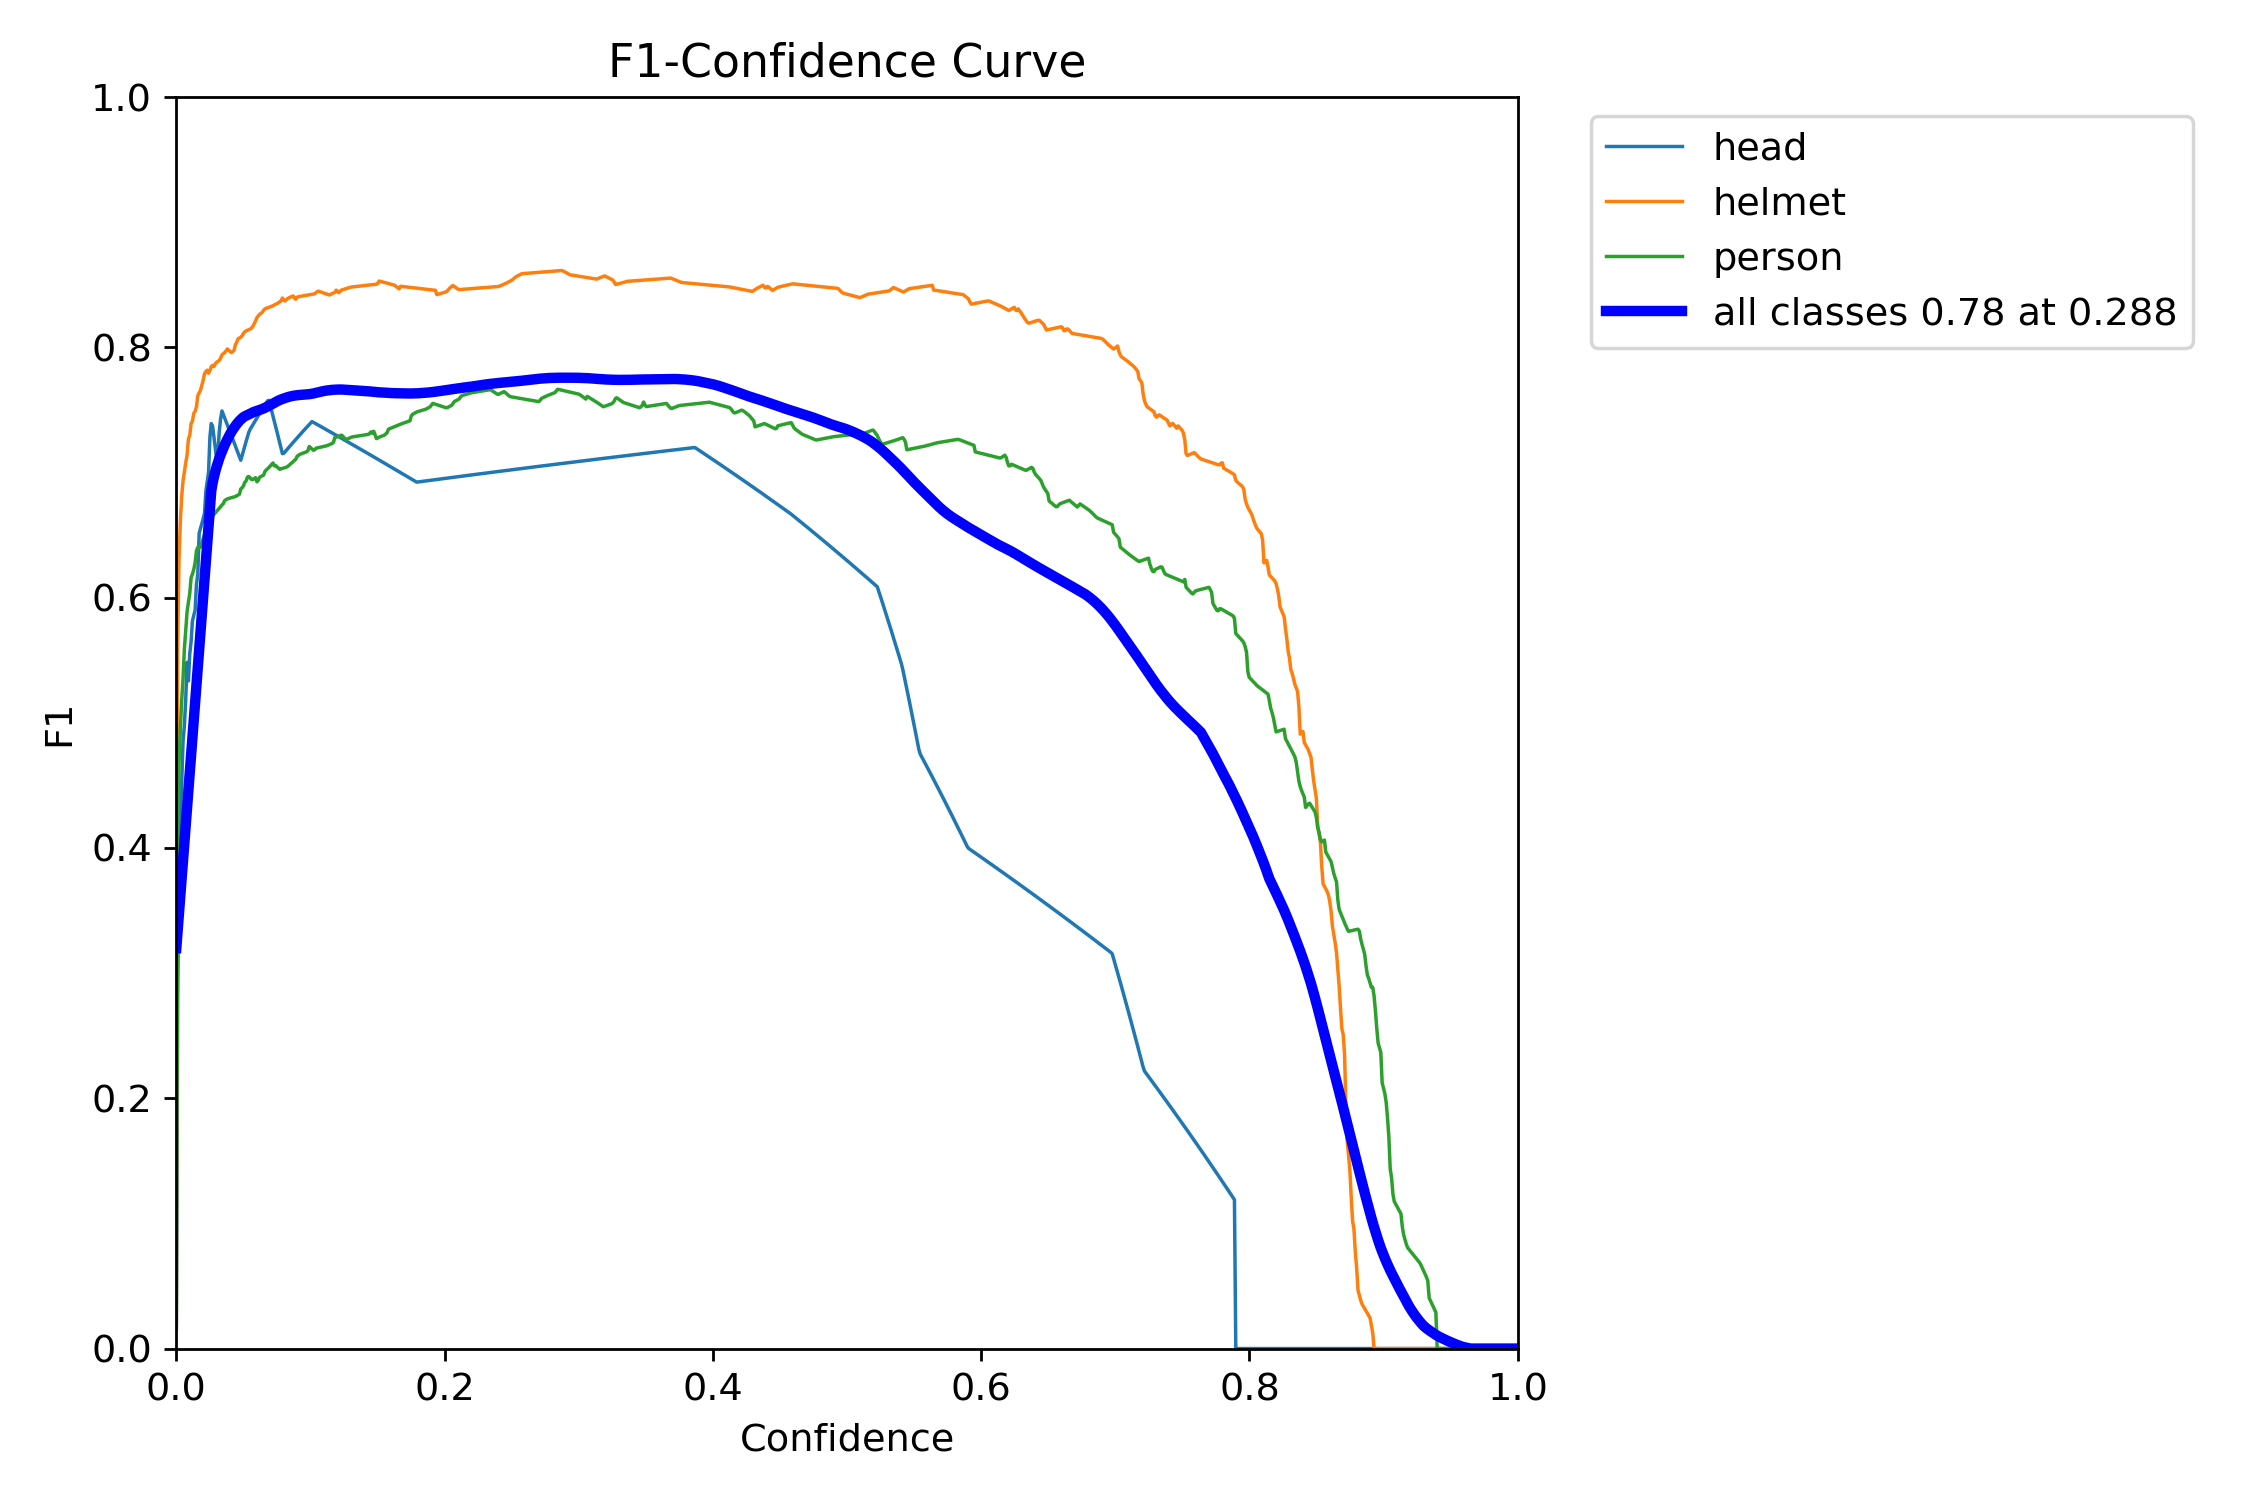 F1-Confidence Curve
1.0
0.8
0.6
0.4
0.2
0.0
F1
0.0 0.2 0.4 0.6 0.8 1.0
Confidence
head
helmet
person
all classes 0.78 at 0.288